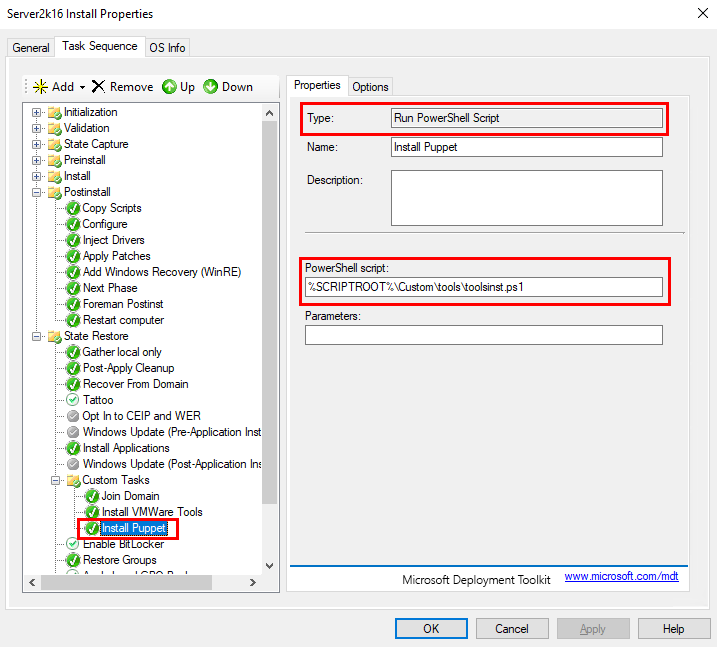 Server2k16 Install Properties
General
Task Sequence
OS Info
Add
Remove
Up
Down
Initialization
Validation
State Capture
Preinstall
Install
Postinstall
Copy Scripts
Configure
Inject Drivers
Apply Patches
Add Windows Recovery (WinRE)
Next Phase
Foreman Postinst
Restart computer
State Restore
Gather local only
Post-Apply Cleanup
Recover From Domain
Tattoo
Opt In to CEIP and WER
Windows Update (Pre-Application Inst
Install Applications
Windows Update (Post-Application Ins
Custom Tasks
Join Domain
Install VMWare Tools
Install Puppet
Enable BitLocker
Restore Groups
Properties
Options
Type:
Run PowerShell Script
Name:
Install Puppet
Description:
PowerShell script:
%SCRIPTROOT%\Custom\tools\toolsinst.ps1
Parameters:
Microsoft Deployment Toolkit
www.microsoft.com/mdt
OK
Cancel
Apply
Help